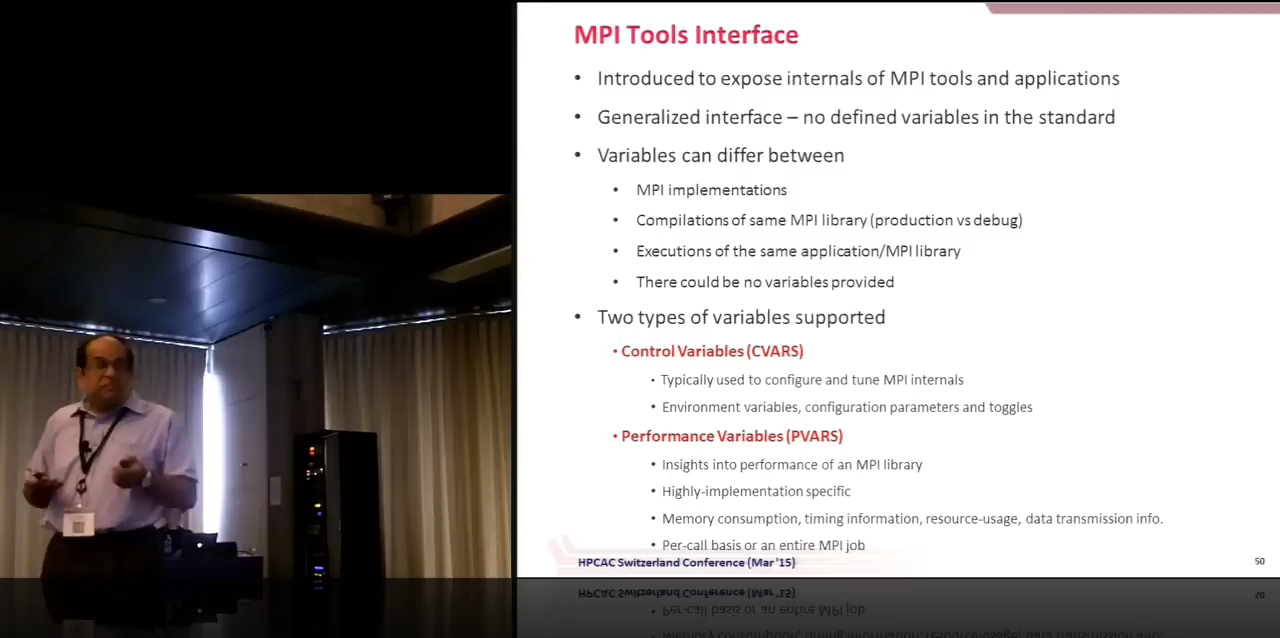 MPI Tools Interface
• Introduced to expose internals of MPI tools and applications
• Generalized interface – no defined variables in the standard
• Variables can differ between
• MPI implementations
• Compilations of same MPI library (production vs debug)
• Executions of the same application/MPI library
• There could be no variables provided
• Two types of variables supported
• Control Variables (CVARS)
• Typically used to configure and tune MPI internals
• Environment variables, configuration parameters and toggles
• Performance Variables (PVARS)
• Insights into performance of an MPI library
• Highly-implementation specific
• Memory consumption, timing information, resource-usage, data transmission info.
• Per-call basis or an entire MPI job
HPCAC Switzerland Conference (Mar '15)
50